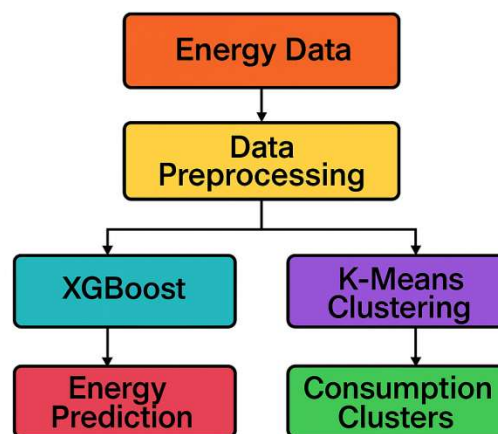 Energy Data
Data
Preprocessing
XGBoost
K-Means
Clustering
Energy
Prediction
Consumption
Clusters